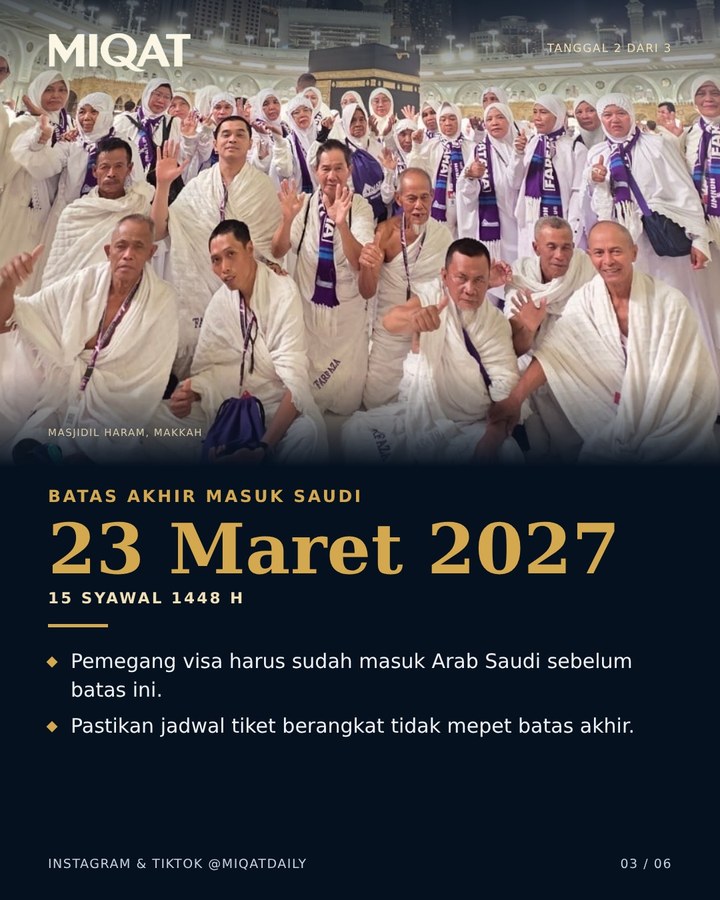 MIQAT
TANGGAL 2 DARI 3
FARFAZA
MASJIDIL HARAM, MAKKAH
BATAS AKHIR MASUK SAUDI
23 Maret 2027
15 SYAWAL 1448 H
Pemegang visa harus sudah masuk Arab Saudi sebelum
batas ini.
Pastikan jadwal tiket berangkat tidak mepet batas akhir.
INSTAGRAM & TIKTOK @MIQATDAILY
03 / 06